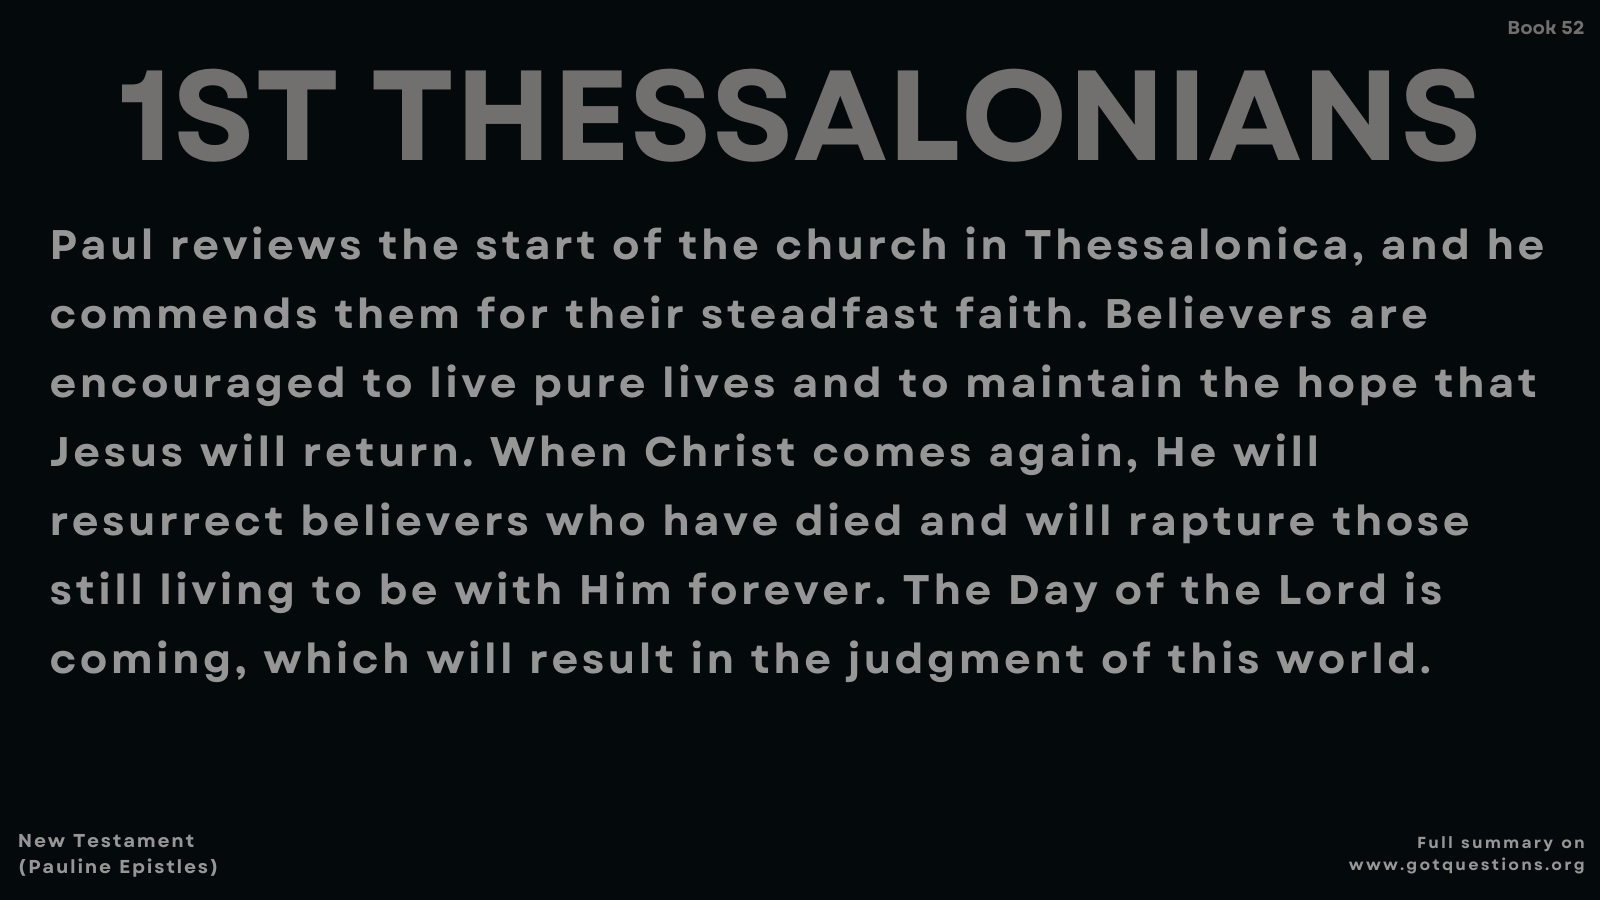 Book 52
1ST THESSALONIANS
Paul reviews the start of the church in Thessalonica, and he
commends them for their steadfast faith. Believers are
encouraged to live pure lives and to maintain the hope that
Jesus will return. When Christ comes again, He will
resurrect believers who have died and will rapture those
still living to be with Him forever. The Day of the Lord is
coming, which will result in the judgment of this world.
New Testament
(Pauline Epistles)
Full summary on
www.gotquestions.org